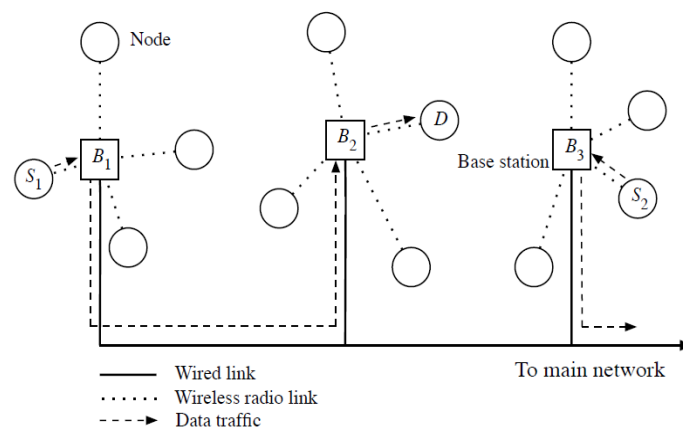 Node
B1
S1
B2
D
Base station
B3
S2
To main network
Wired link
Wireless radio link
Data traffic